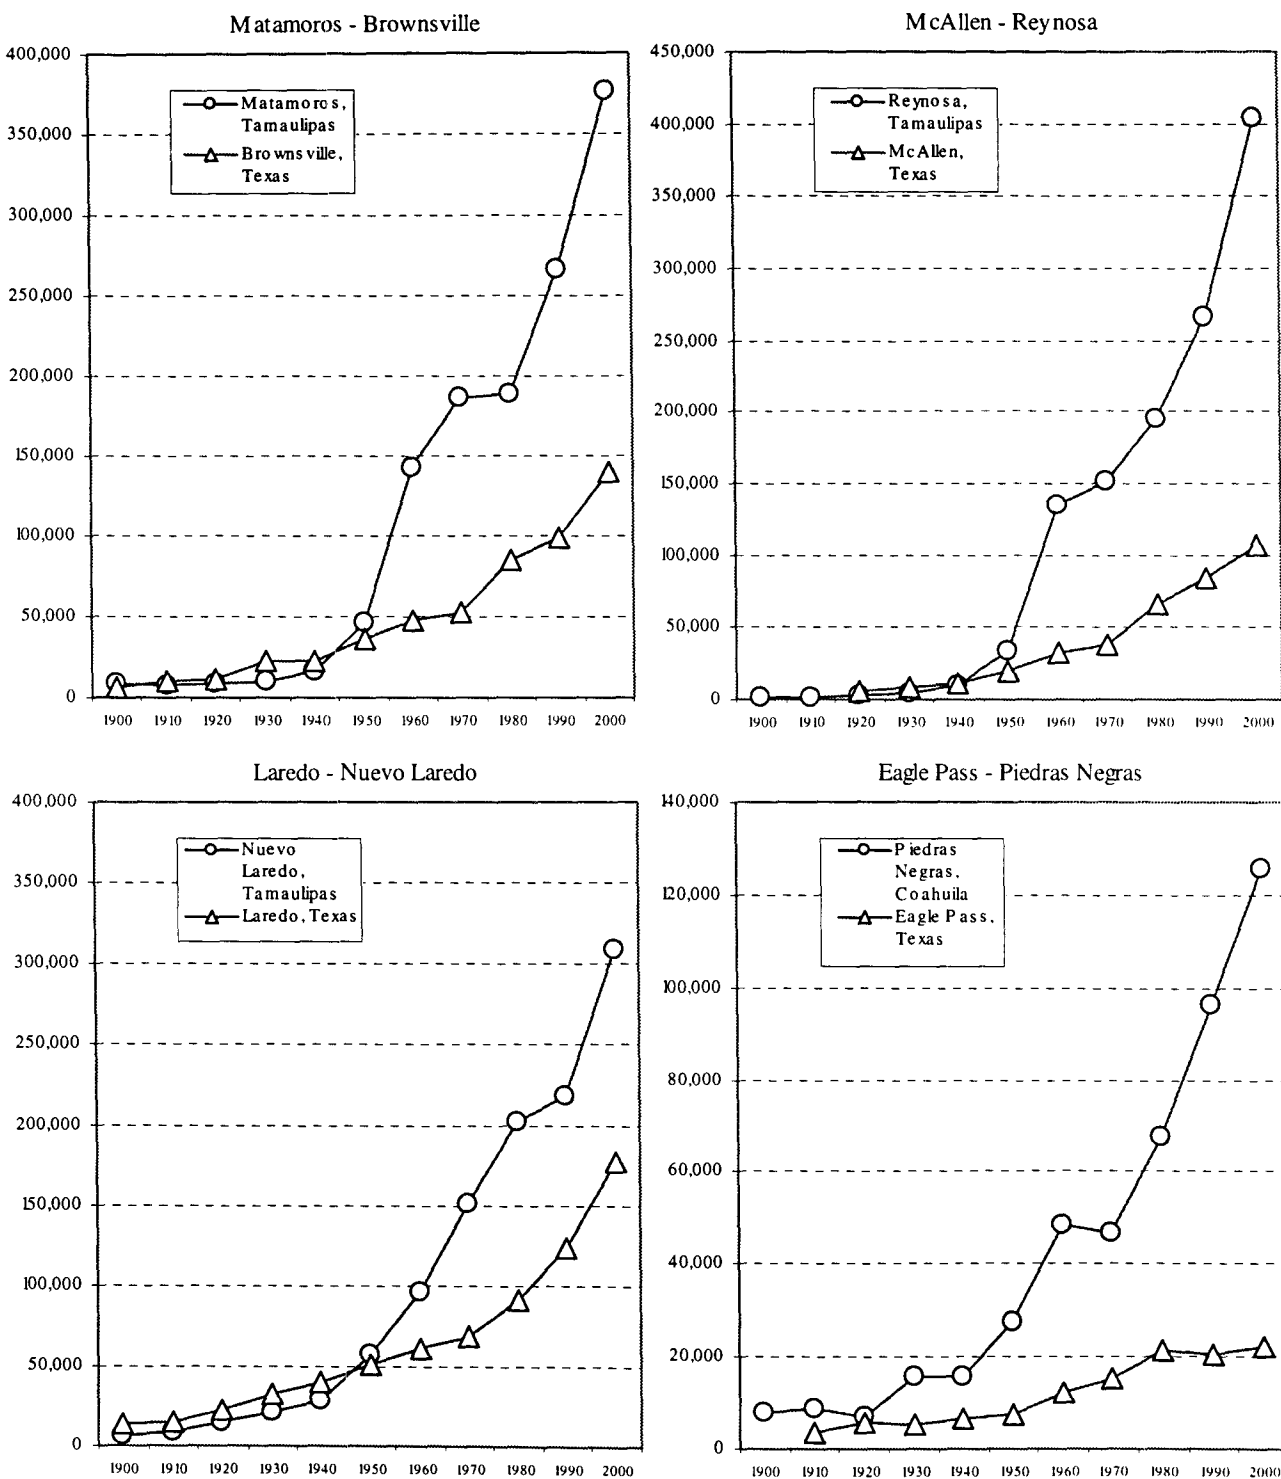 Matamoros - Brownsville
400,000
350,000
300,000
250,000
200,000
150,000
100,000
50,000
0
Matamoros,
Tamaulipas
Brownsville,
Texas
1900 1910 1920 1930 1940 1950 1960 1970 1980 1990 2000
McAllen - Reynosa
450,000
400,000
350,000
300,000
250,000
200,000
150,000
100,000
50,000
0
Reynosa,
Tamaulipas
McAllen,
Texas
1900 1910 1920 1930 1940 1950 1960 1970 1980 1990 2000
Laredo - Nuevo Laredo
400,000
350,000
300,000
250,000
200,000
150,000
100,000
50,000
0
Nuevo
Laredo,
Tamaulipas
Laredo, Texas
1900 1910 1920 1930 1940 1950 1960 1970 1980 1990 2000
Eagle Pass - Piedras Negras
140,000
120,000
100,000
80,000
60,000
40,000
20,000
0
Piedras
Negras,
Coahuila
Eagle Pass,
Texas
1900 1910 1920 1930 1940 1950 1960 1970 1980 1990 2000